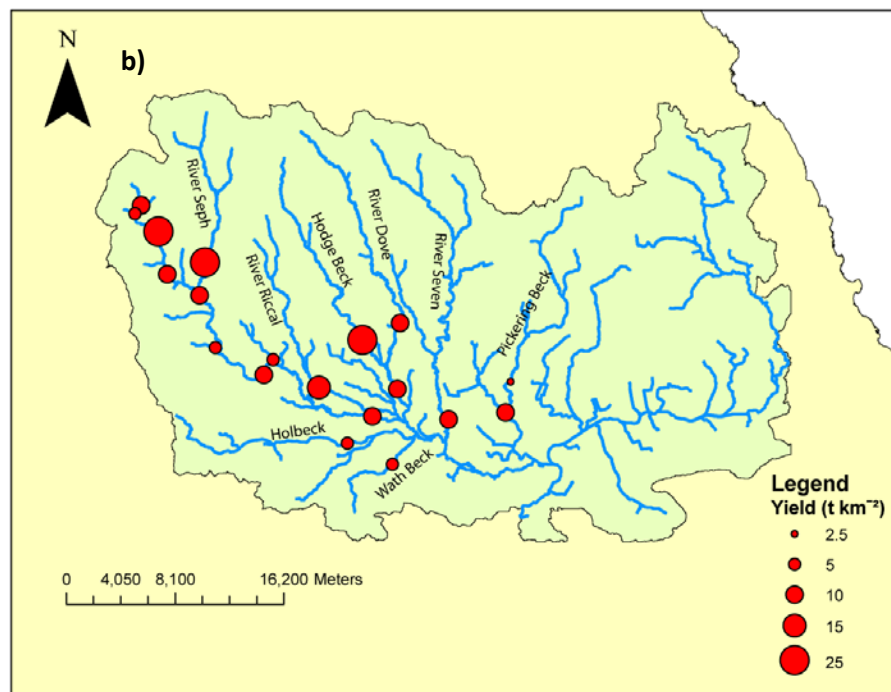 N
b)
River Seph
Hodge Beck
River Dove
River Seven
River Riccal
Pickering Beck
Holbeck
Wath Beck
Legend
Yield (t km⁻²)
2.5
5
10
15
25
0 4,050 8,100 16,200 Meters